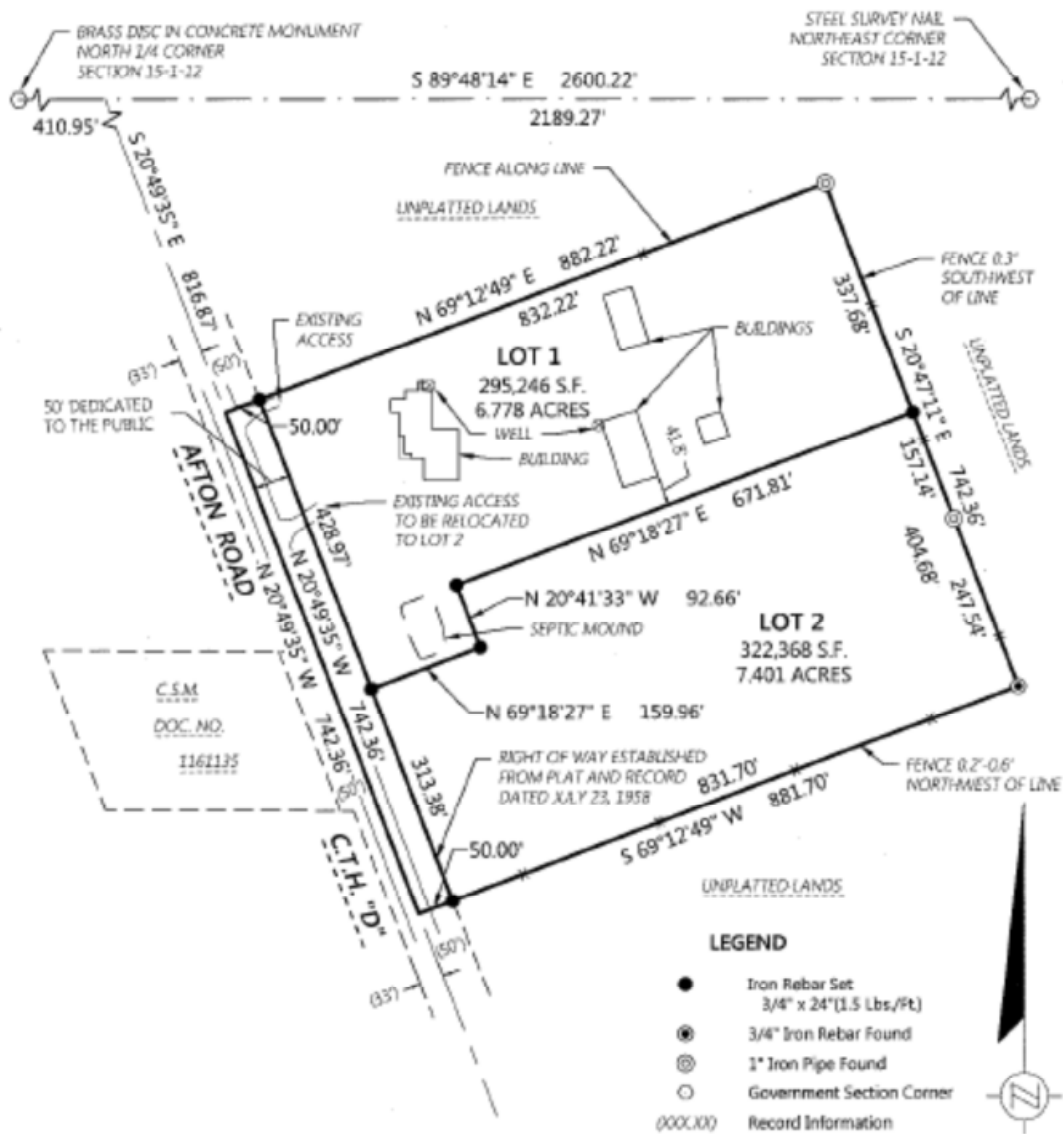 BRASS DISC IN CONCRETE MONUMENT
NORTH 1/4 CORNER
SECTION 15-1-12
STEEL SURVEY NAIL
NORTHEAST CORNER
SECTION 15-1-12
S 89°48'14" E 2600.22'
410.95'
2189.27'
S 20°49'35" E 816.87'
FENCE ALONG LINE
UNPLATTED LANDS
N 69°12'49" E 882.22'
832.22'
FENCE 0.3'
SOUTHWEST
OF LINE
337.68'
S 20°47'11" E 742.36'
UNPLATTED LANDS
EXISTING
ACCESS
(33')
(50')
50' DEDICATED
TO THE PUBLIC
50.00'
LOT 1
295,246 S.F.
6.778 ACRES
BUILDINGS
WELL
BUILDING
41.8'
EXISTING ACCESS
TO BE RELOCATED
TO LOT 2
AFTON ROAD
428.97'
N 20°49'35" W 742.36'
N 20°49'35" W 742.36'
N 69°18'27" E 671.81'
157.14'
404.68'
247.54'
N 20°41'33" W 92.66'
SEPTIC MOUND
LOT 2
322,368 S.F.
7.401 ACRES
C.S.M.
DOC. NO.
1161135
N 69°18'27" E 159.96'
RIGHT OF WAY ESTABLISHED
FROM PLAT AND RECORD
DATED JULY 23, 1958
313.38'
831.70'
S 69°12'49" W 881.70'
FENCE 0.2'-0.6'
NORTHWEST OF LINE
50.00'
C.T.H. "D"
(50')
(33')
UNPLATTED LANDS
LEGEND
Iron Rebar Set
3/4" x 24"(1.5 Lbs./Ft.)
3/4" Iron Rebar Found
1" Iron Pipe Found
Government Section Corner
(XXX.XX) Record Information
N